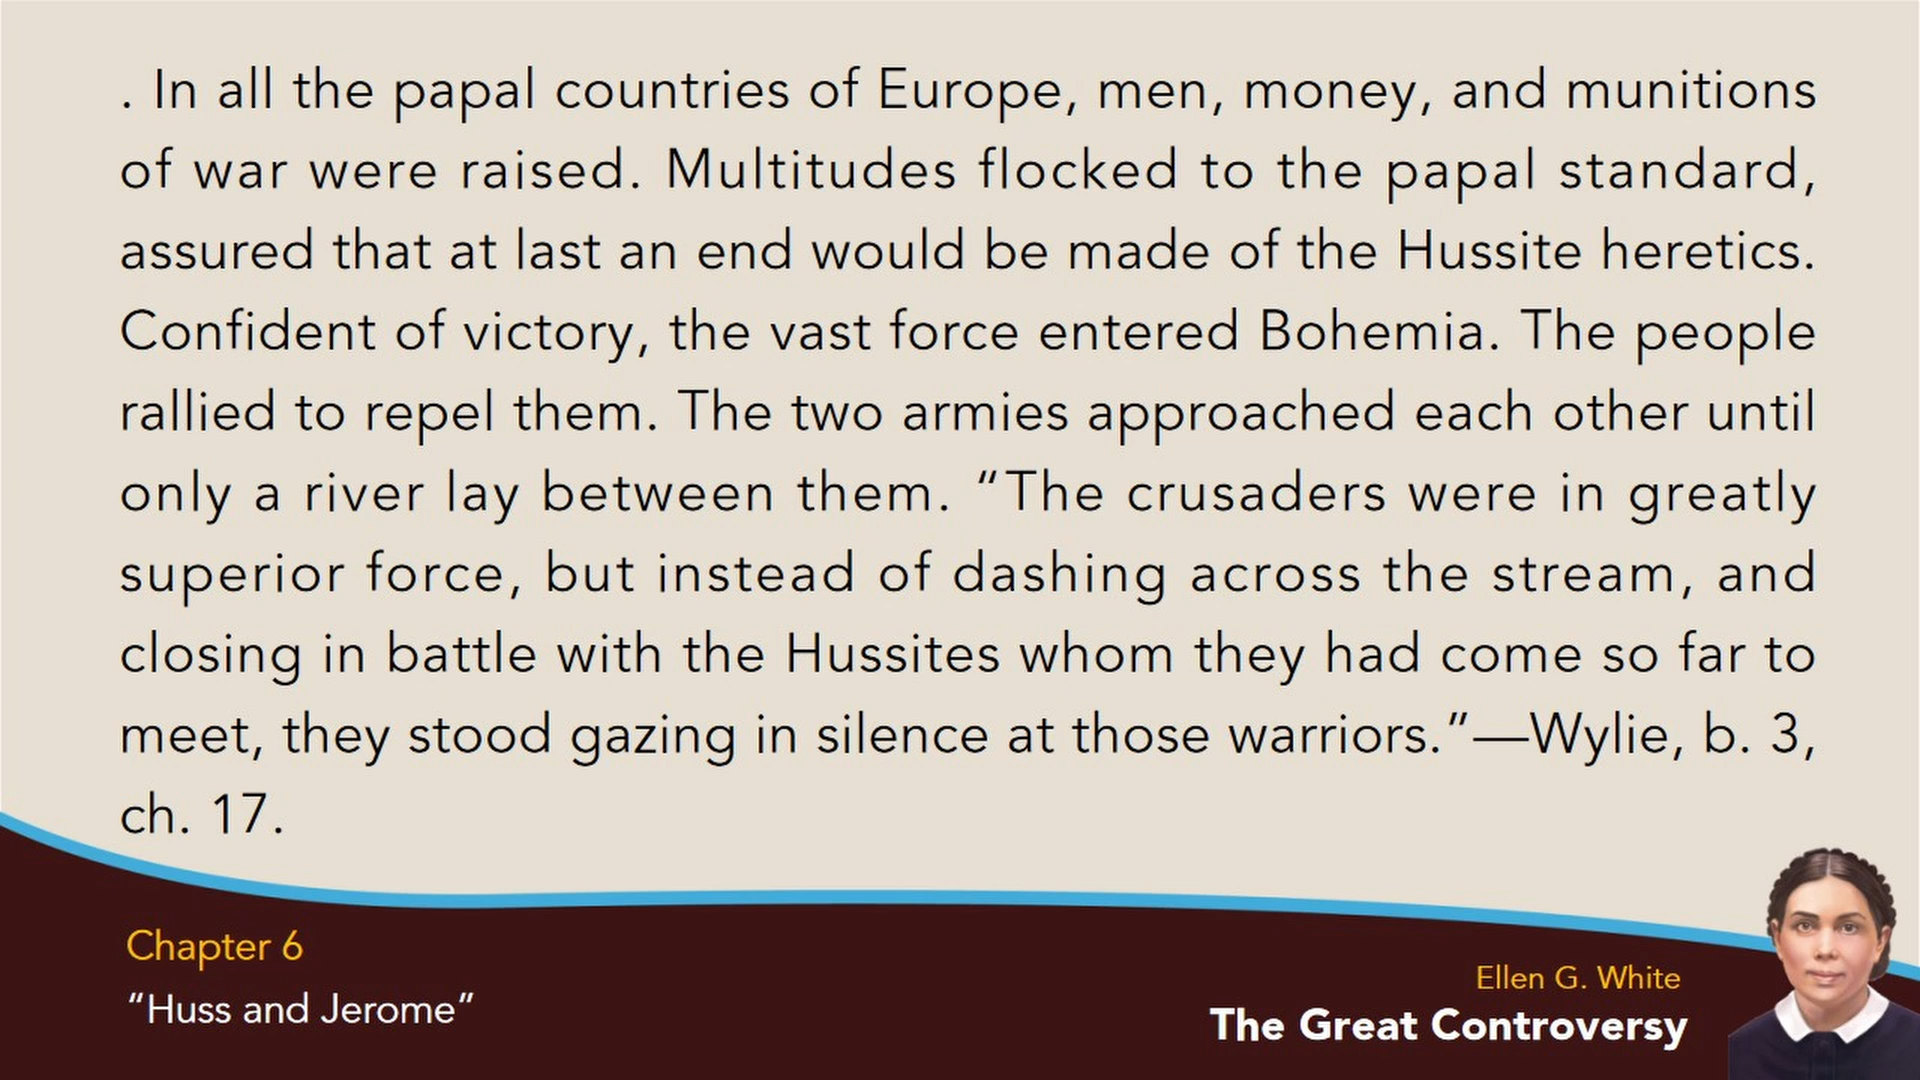 . In all the papal countries of Europe, men, money, and munitions
of war were raised. Multitudes flocked to the papal standard,
assured that at last an end would be made of the Hussite heretics.
Confident of victory, the vast force entered Bohemia. The people
rallied to repel them. The two armies approached each other until
only a river lay between them. “The crusaders were in greatly
superior force, but instead of dashing across the stream, and
closing in battle with the Hussites whom they had come so far to
meet, they stood gazing in silence at those warriors.”—Wylie, b. 3,
ch. 17.
Chapter 6
“Huss and Jerome”
Ellen G. White
The Great Controversy